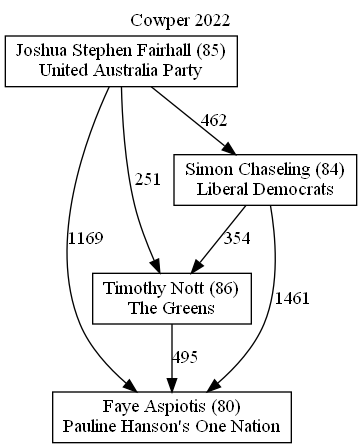 Cowper 2022
Joshua Stephen Fairhall (85)
United Australia Party
462
Simon Chaseling (84)
Liberal Democrats
251
1169
354
Timothy Nott (86)
The Greens
1461
495
Faye Aspiotis (80)
Pauline Hanson's One Nation